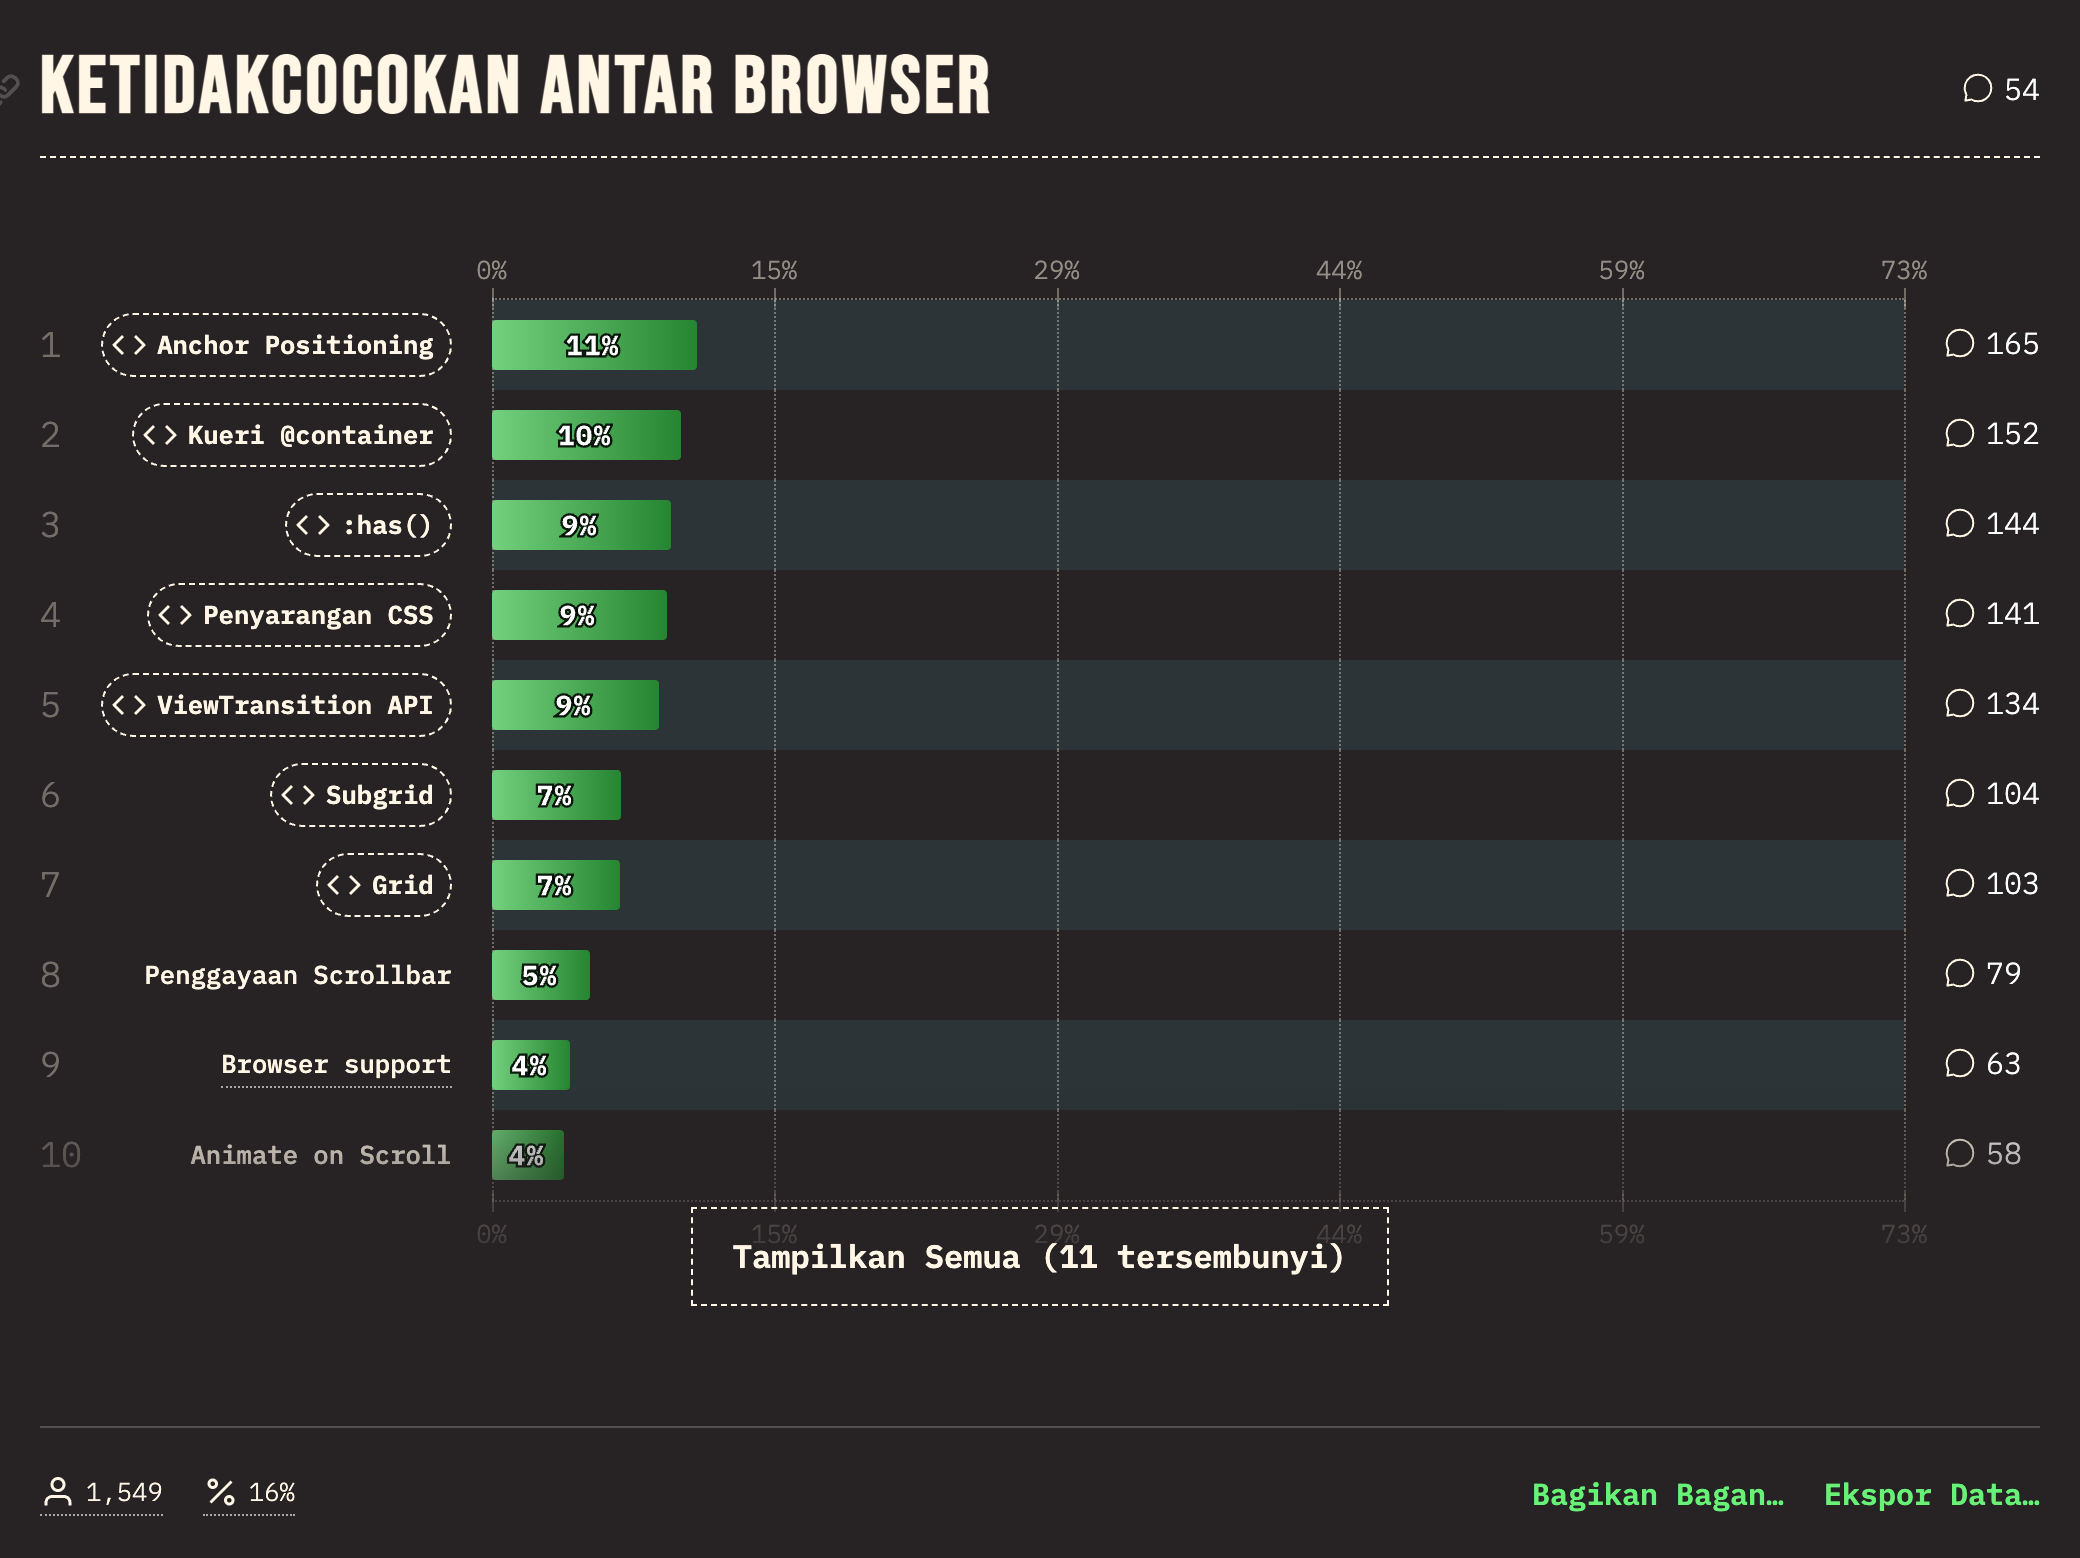 KETIDAKCOCOKAN ANTAR BROWSER 54
0% 15% 29% 44% 59% 73%
1 <> Anchor Positioning 11% 165
2 <> Kueri @container 10% 152
3 <> :has() 9% 144
4 <> Penyarangan CSS 9% 141
5 <> ViewTransition API 9% 134
6 <> Subgrid 7% 104
7 <> Grid 7% 103
8 Penggayaan Scrollbar 5% 79
9 Browser support 4% 63
10 Animate on Scroll 4% 58
0% 15% 29% 44% 59% 73%
Tampilkan Semua (11 tersembunyi)
1,549 16% Bagikan Bagan… Ekspor Data…